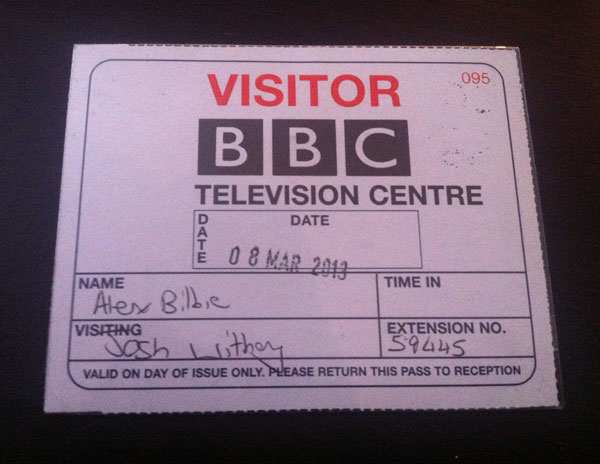 VISITOR
095
BBC
TELEVISION CENTRE
DATE
DATE
08 MAR 2013
NAME
Alex Bilbie
TIME IN
VISITING
Josh Withey
EXTENSION NO.
59445
VALID ON DAY OF ISSUE ONLY. PLEASE RETURN THIS PASS TO RECEPTION